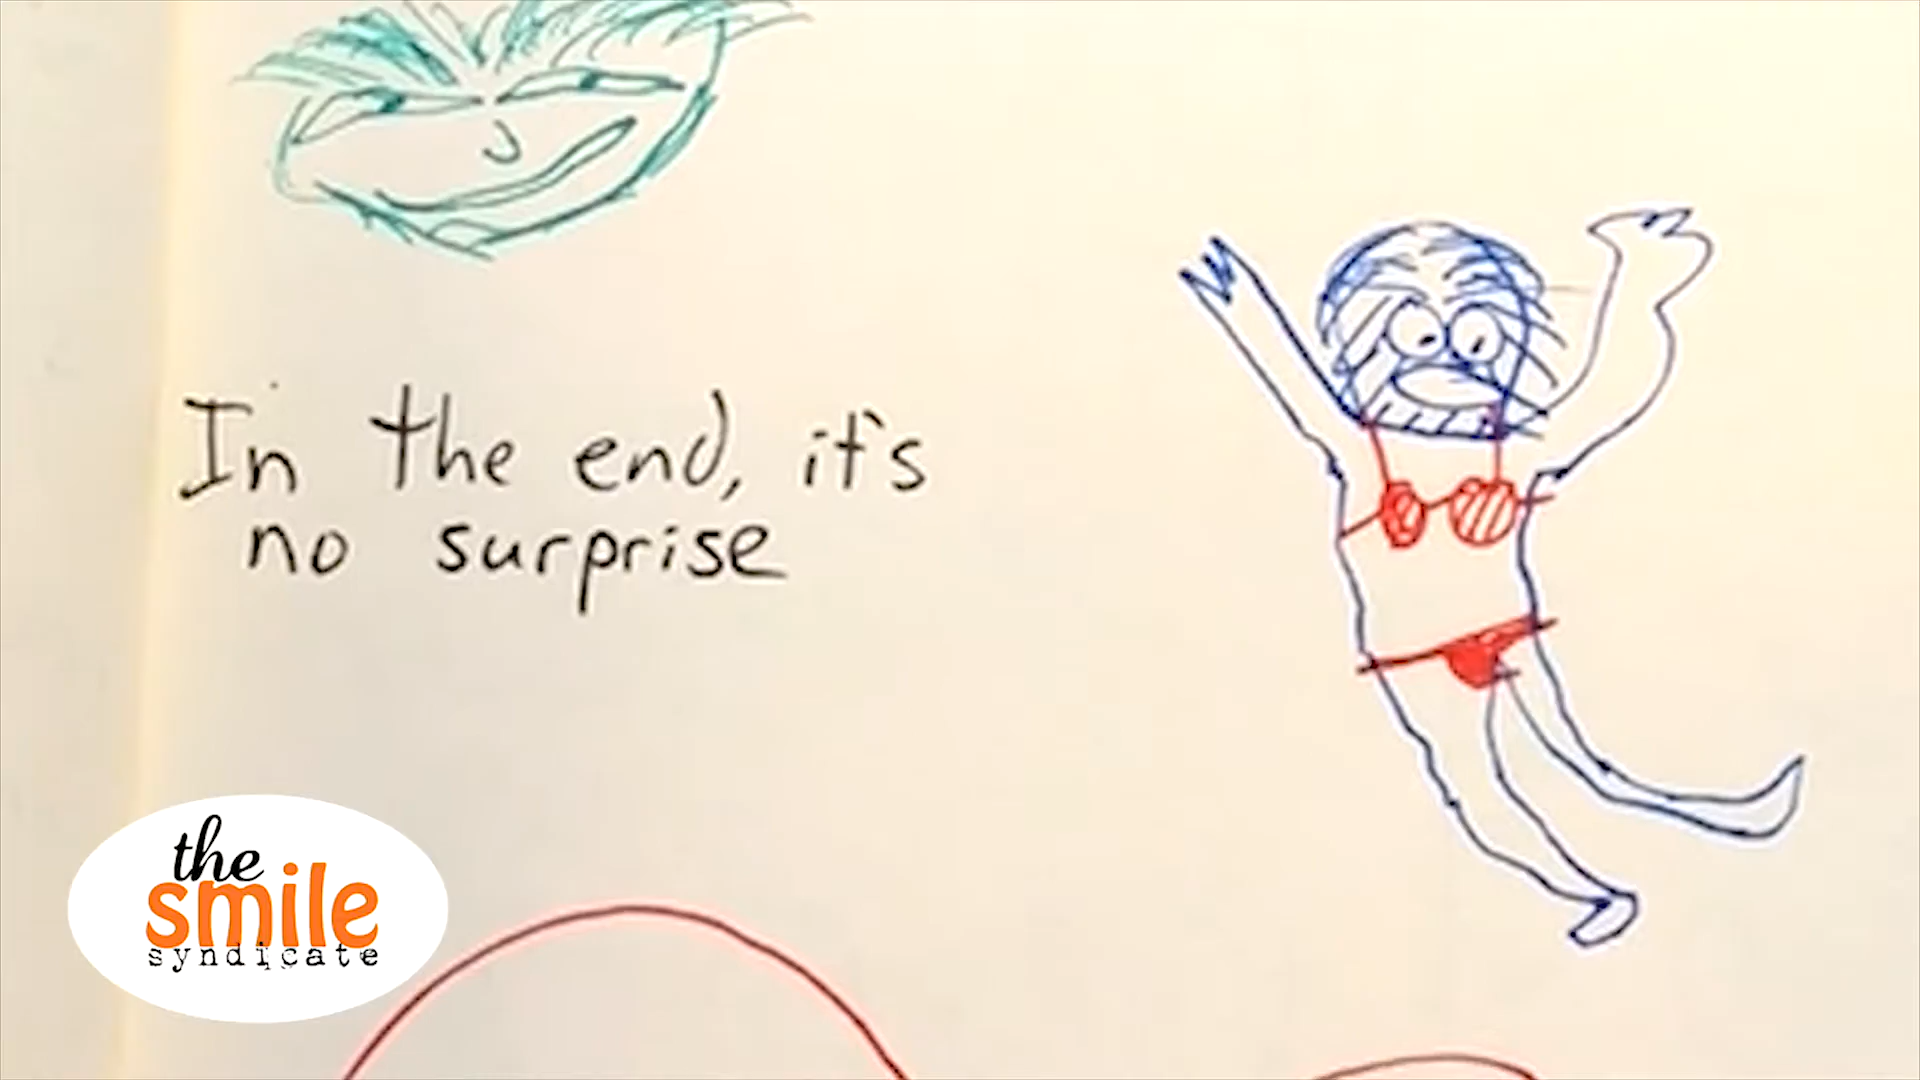 In the end, it's
no surprise
the
smile
syndicate